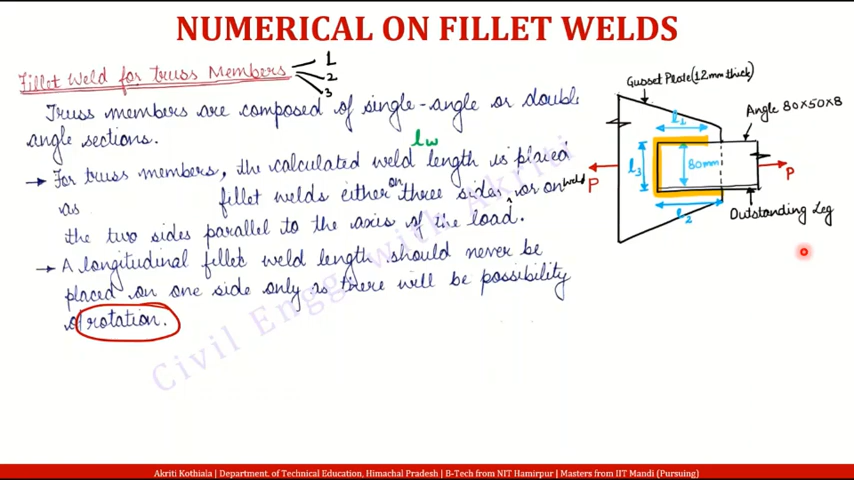 NUMERICAL ON FILLET WELDS
Fillet Weld for Truss Members
1
2
3
Truss members are composed of single-angle or double
angle sections.
lw
→ For truss members, the calculated weld length is placed
as fillet welds either on three sides, or on weld
the two sides parallel to the axis of the load.
→ A longitudinal fillet weld length should never be
placed on one side only as there will be possibility
of rotation.
Gusset Plate (12mm thick)
Angle 80×50×8
l1
l3
80mm
P
P
l2
Outstanding Leg
Civil Engg. with Akriti
Akriti Kothiala | Department. of Technical Education, Himachal Pradesh | B-Tech from NIT Hamirpur | Masters from IIT Mandi (Pursuing)